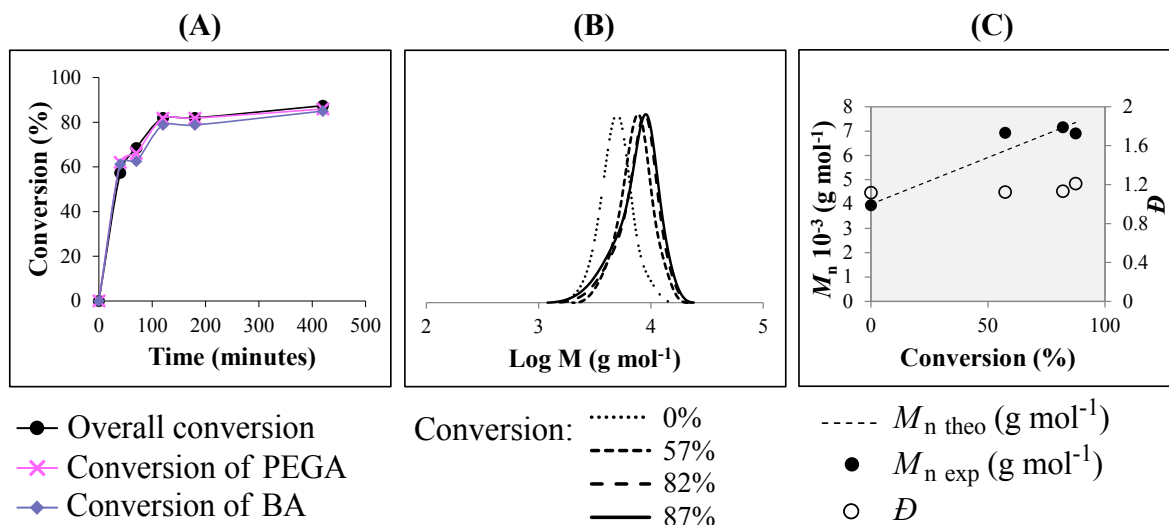 (A)
(B)
(C)
100
80
60
40
20
0
Conversion (%)
0 100 200 300 400 500
Time (minutes)
2 3 4 5
Log M (g mol-1)
8
7
6
5
4
3
2
1
0
Mn 10-3 (g mol-1)
2
1.6
1.2
0.8
0.4
0
Đ
0 50 100
Conversion (%)
Overall conversion
Conversion of PEGA
Conversion of BA
Conversion:
0%
57%
82%
87%
Mn theo (g mol-1)
Mn exp (g mol-1)
Đ